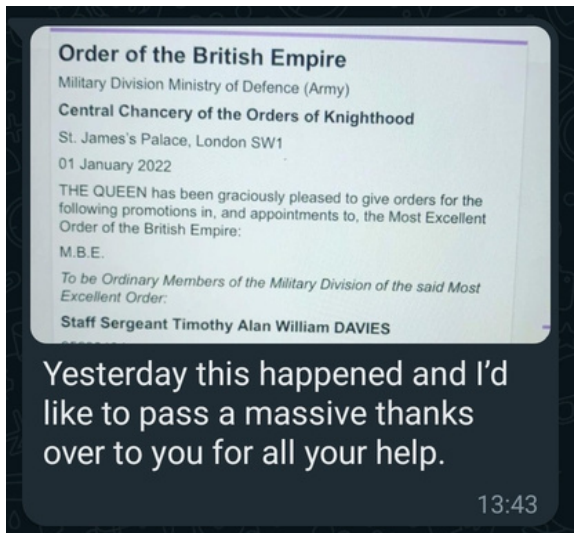 Order of the British Empire
Military Division Ministry of Defence (Army)
Central Chancery of the Orders of Knighthood
St. James's Palace, London SW1
01 January 2022
THE QUEEN has been graciously pleased to give orders for the
following promotions in, and appointments to, the Most Excellent
Order of the British Empire:
M.B.E.
To be Ordinary Members of the Military Division of the said Most
Excellent Order:
Staff Sergeant Timothy Alan William DAVIES
Yesterday this happened and I'd
like to pass a massive thanks
over to you for all your help.
13:43